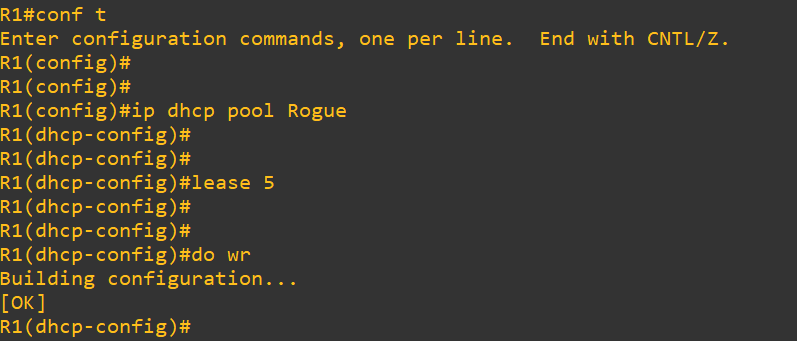 R1#conf t
Enter configuration commands, one per line.  End with CNTL/Z.
R1(config)#
R1(config)#
R1(config)#ip dhcp pool Rogue
R1(dhcp-config)#
R1(dhcp-config)#
R1(dhcp-config)#lease 5
R1(dhcp-config)#
R1(dhcp-config)#
R1(dhcp-config)#do wr
Building configuration...
[OK]
R1(dhcp-config)#